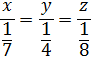 x/(1/7) = y/(1/4) = z/(1/8)